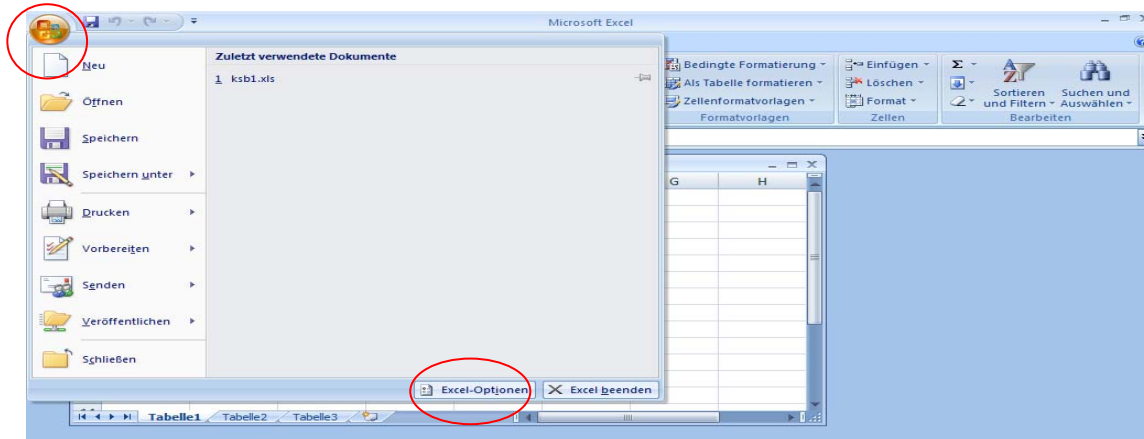 Microsoft Excel
Neu
Öffnen
Speichern
Speichern unter
Drucken
Vorbereiten
Senden
Veröffentlichen
Schließen
Zuletzt verwendete Dokumente
1 ksb1.xls
Excel-Optionen
Excel beenden
Bedingte Formatierung
Als Tabelle formatieren
Zellenformatvorlagen
Formatvorlagen
Einfügen
Löschen
Format
Zellen
Σ
Sortieren und Filtern
Suchen und Auswählen
Bearbeiten
G H
Tabelle1 Tabelle2 Tabelle3